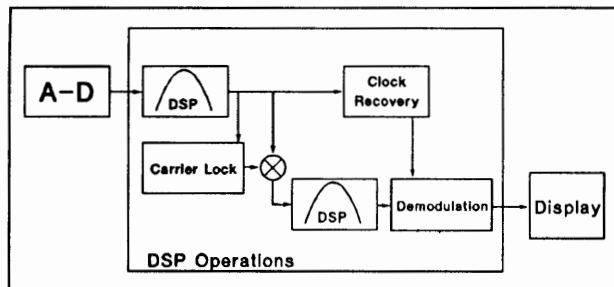 A-D
DSP
Clock
Recovery
Carrier Lock
DSP
Demodulation
Display
DSP Operations